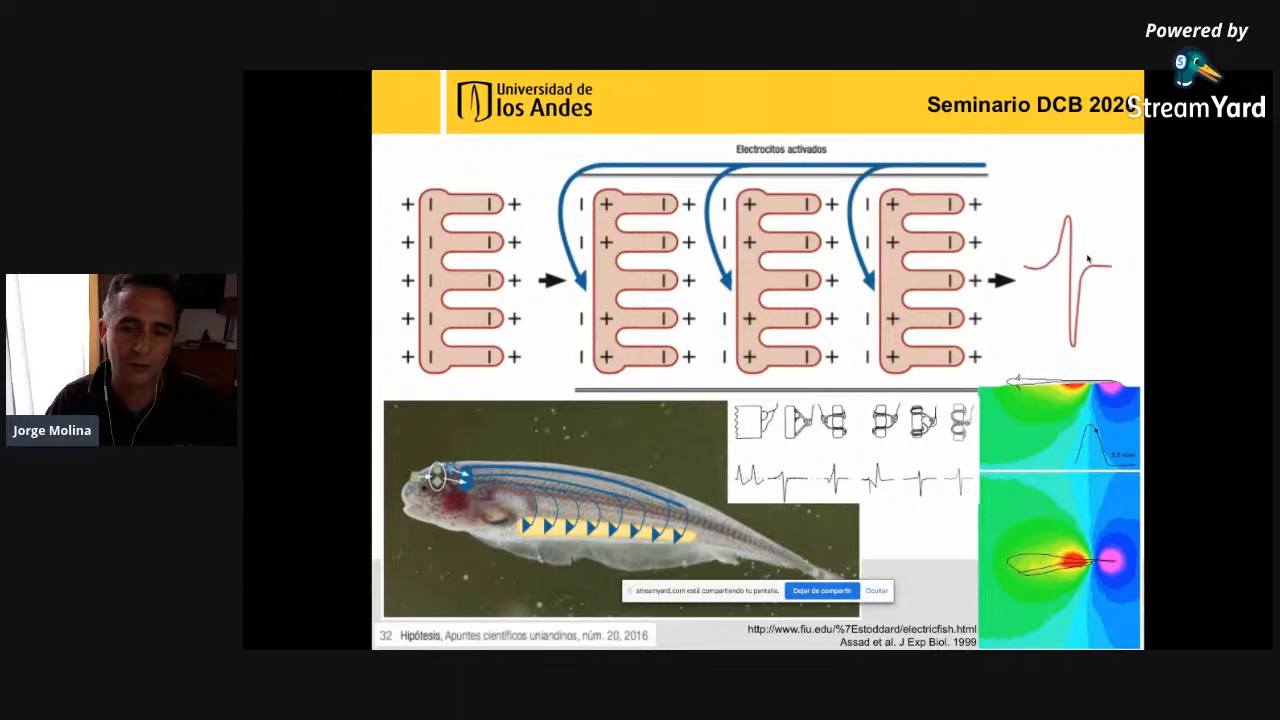 Powered by
StreamYard
Universidad de
los Andes
Seminario DCB 2020
Electrocitos activados
Jorge Molina
streamyard.com está compartiendo tu pantalla.
Dejar de compartir
Ocultar
32 Hipótesis, Apuntes científicos uniandinos, núm. 20, 2016
http://www.fiu.edu/%7Estoddard/electricfish.html
Assad et al. J Exp Biol. 1999